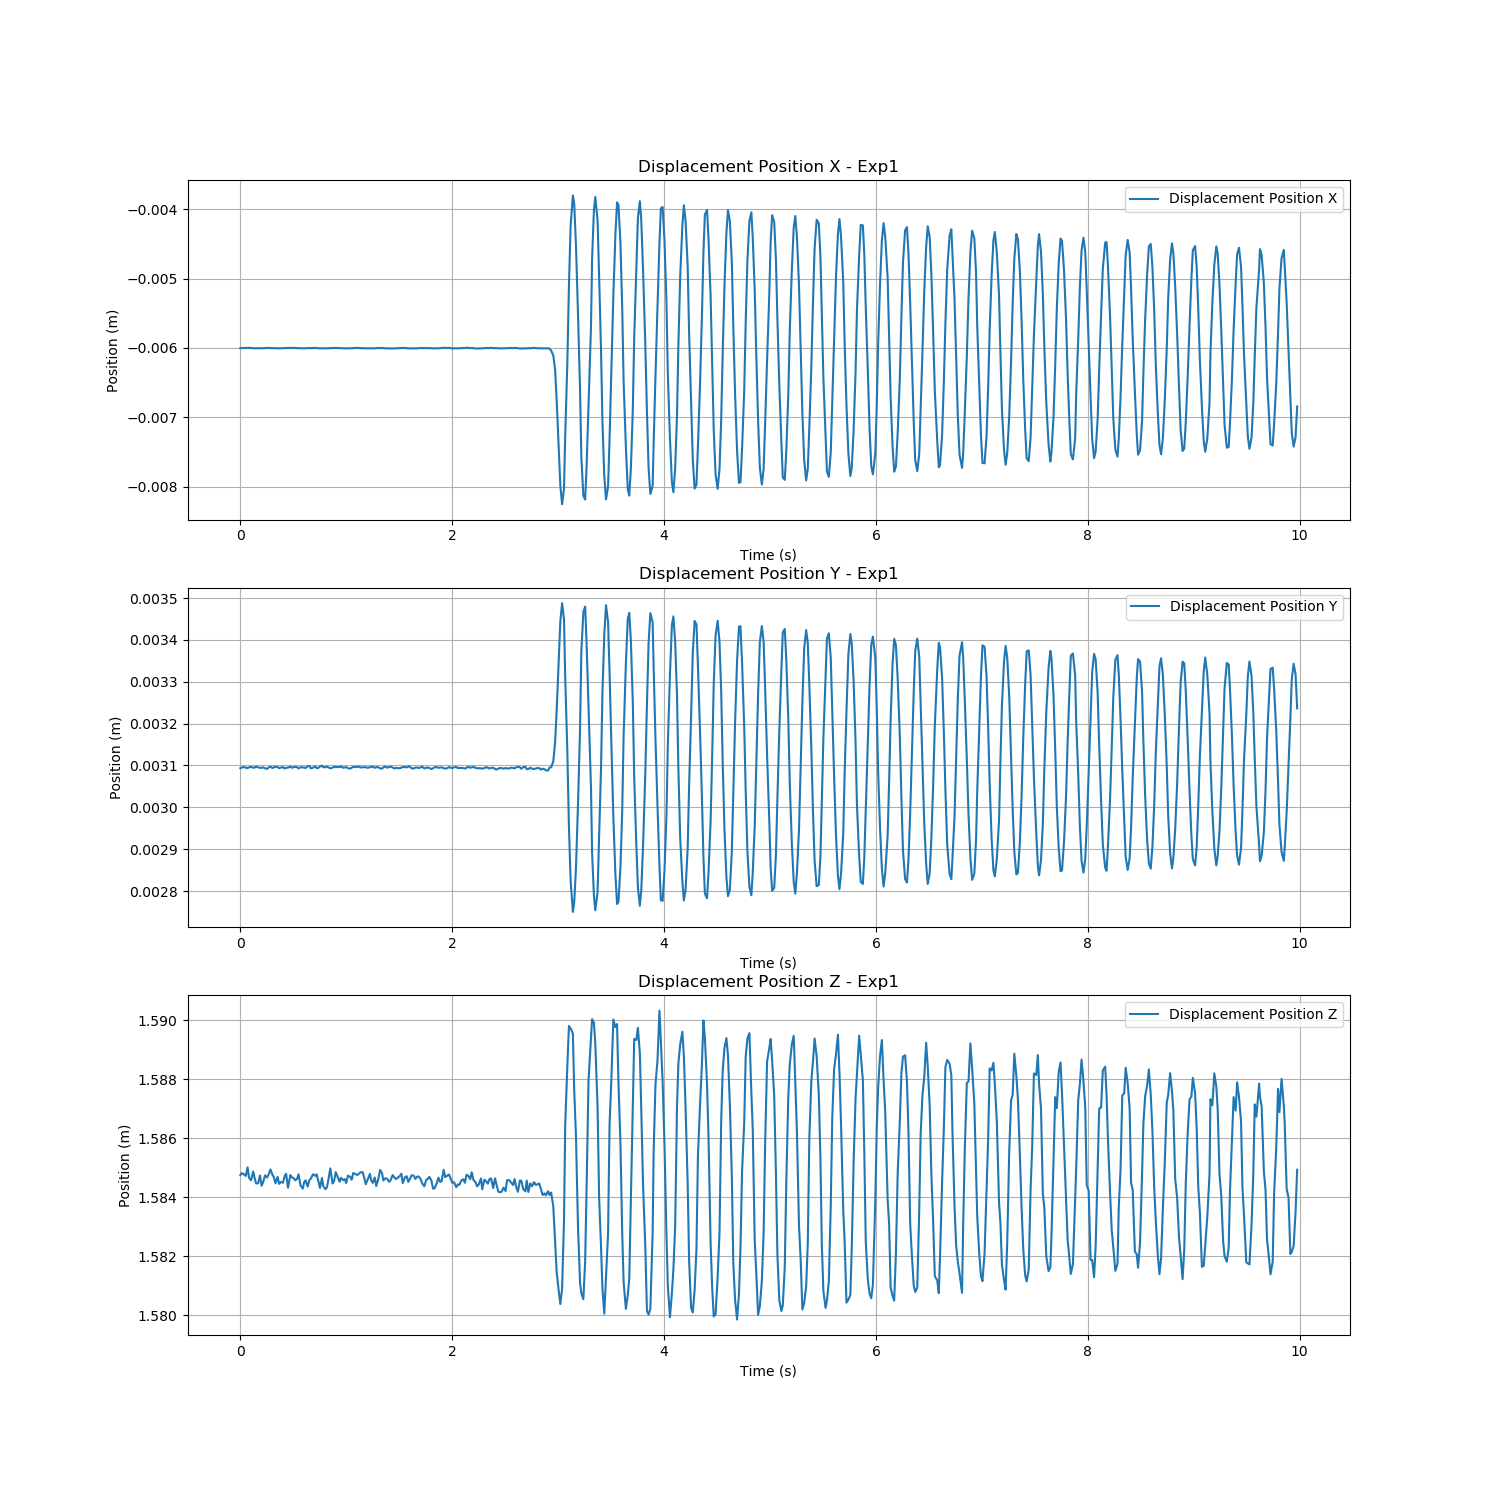 Displacement Position X - Exp1
Displacement Position X
−0.004
−0.005
−0.006
−0.007
−0.008
Position (m)
0 2 4 6 8 10
Time (s)
Displacement Position Y - Exp1
Displacement Position Y
0.0035
0.0034
0.0033
0.0032
0.0031
0.0030
0.0029
0.0028
Position (m)
0 2 4 6 8 10
Time (s)
Displacement Position Z - Exp1
Displacement Position Z
1.590
1.588
1.586
1.584
1.582
1.580
Position (m)
0 2 4 6 8 10
Time (s)